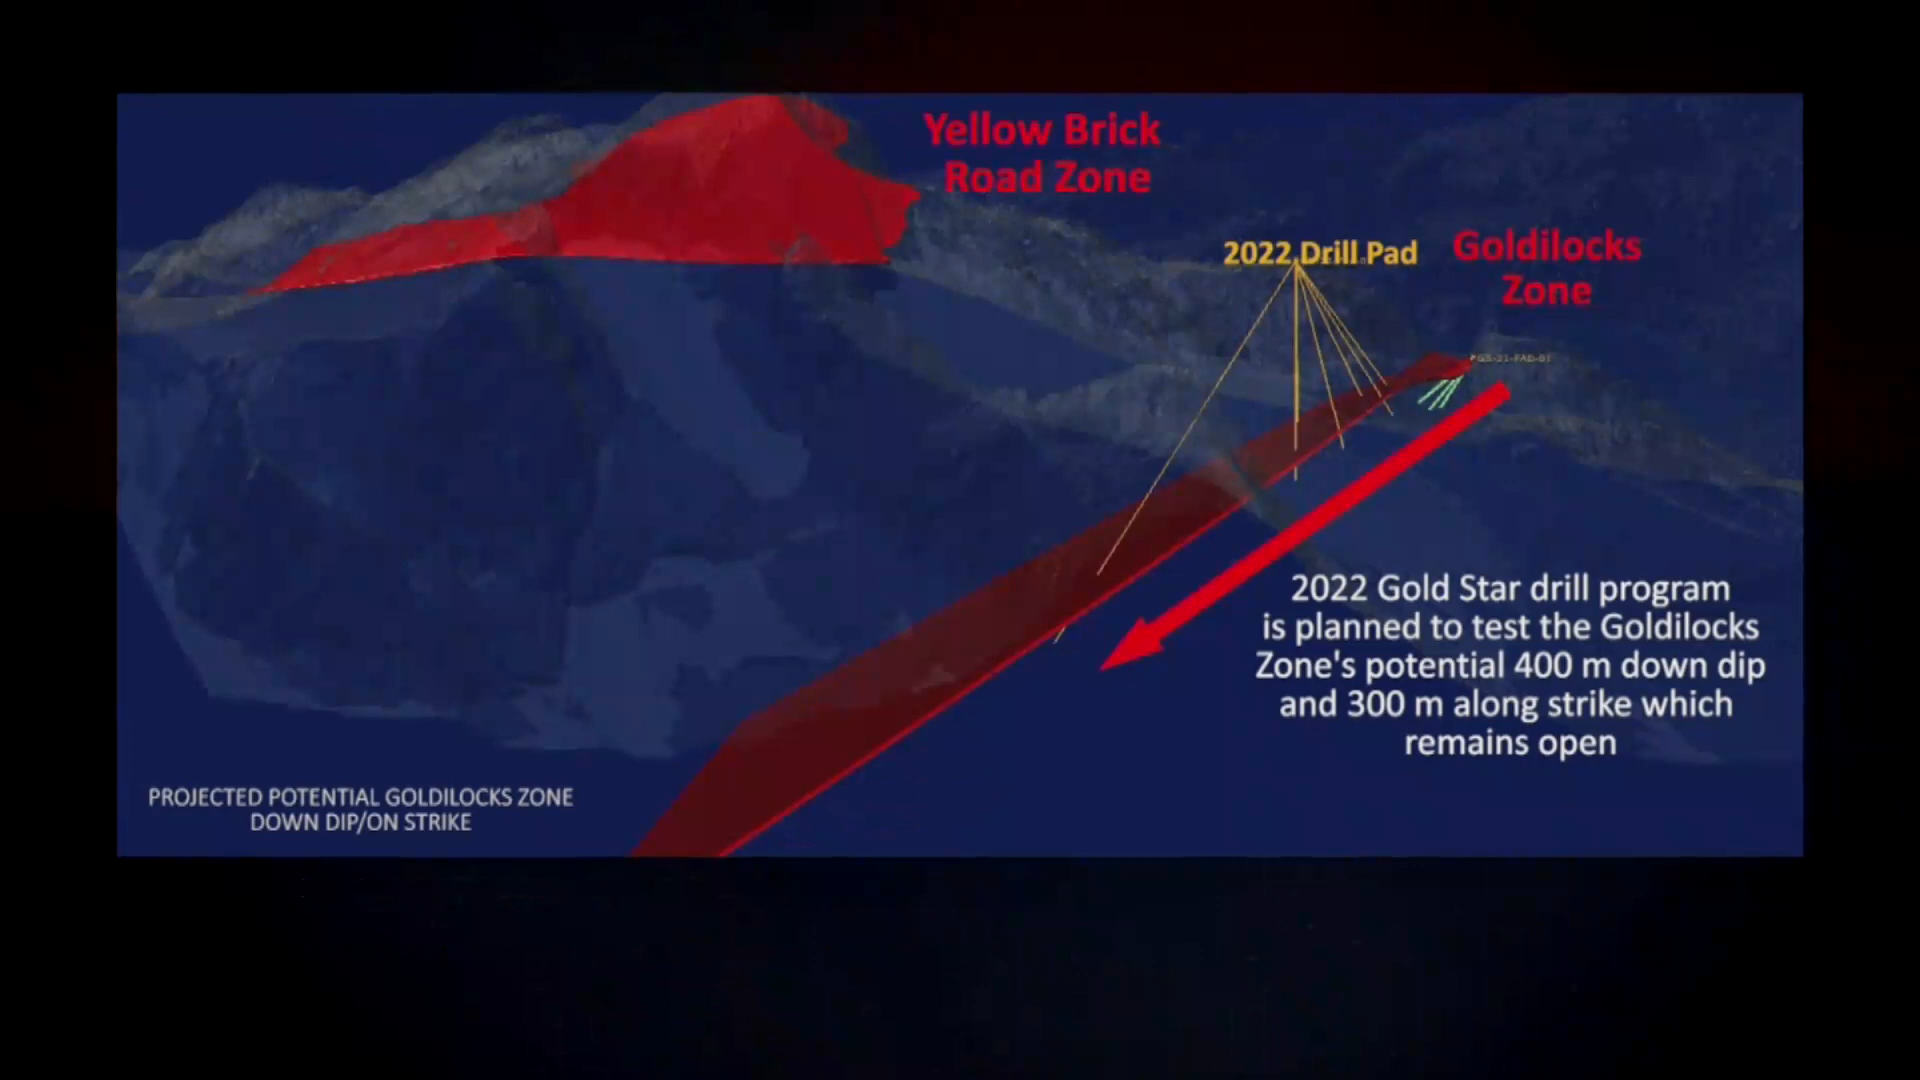 Yellow Brick
Road Zone
2022 Drill Pad
Goldilocks
Zone
2022 Gold Star drill program
is planned to test the Goldilocks
Zone's potential 400 m down dip
and 300 m along strike which
remains open
PROJECTED POTENTIAL GOLDILOCKS ZONE
DOWN DIP/ON STRIKE